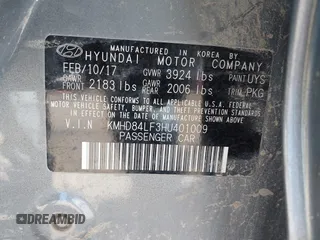 MANUFACTURED IN KOREA BY
HYUNDAI MOTOR COMPANY
FEB/10/17 GVWR 3924 lbs PAINT UYS
GAWR FRONT 2183 lbs GAWR REAR 2006 lbs TRIM PKG
THIS VEHICLE CONFORMS TO ALL APPLICABLE U.S.A. FEDERAL
MOTOR VEHICLE SAFETY, BUMPER, AND THEFT PREVENTION
STANDARDS IN EFFECT ON THE DATE OF MANUFACTURE SHOWN ABOVE.
V.I.N KMHD84LF3HU401009
PASSENGER CAR
DREAMBID